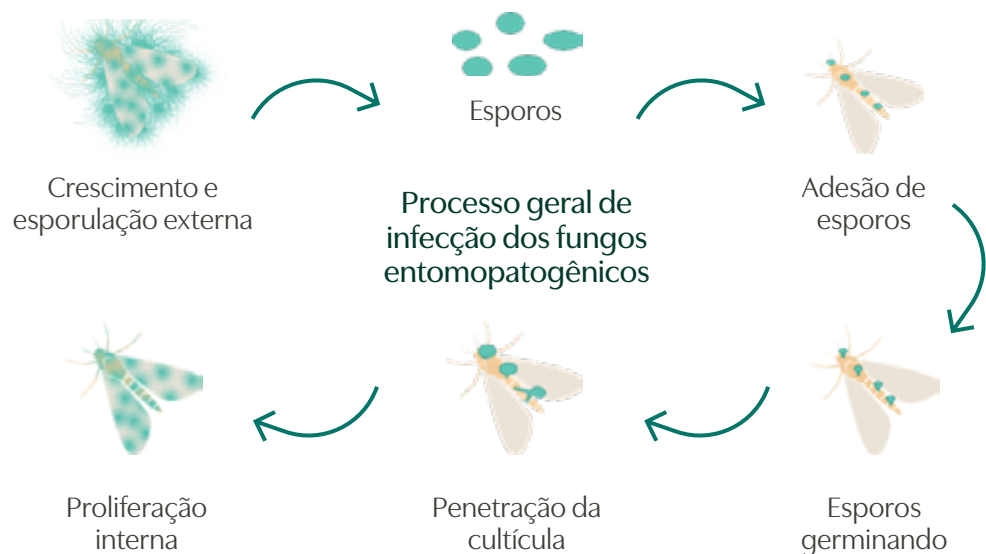 Esporos
Crescimento e
esporulação externa
Adesão de
esporos
Processo geral de
infecção dos fungos
entomopatogênicos
Proliferação
interna
Penetração da
cultícula
Esporos
germinando